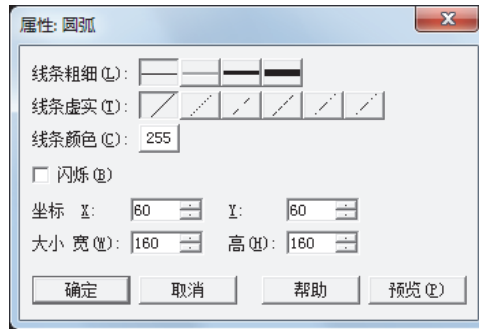 属性: 圆弧
线条粗细(L):
线条虚实(T):
线条颜色(C): 255
闪烁(B)
坐标 X: 60 Y: 60
大小 宽(W): 160 高(H): 160
确定 取消 帮助 预览(P)